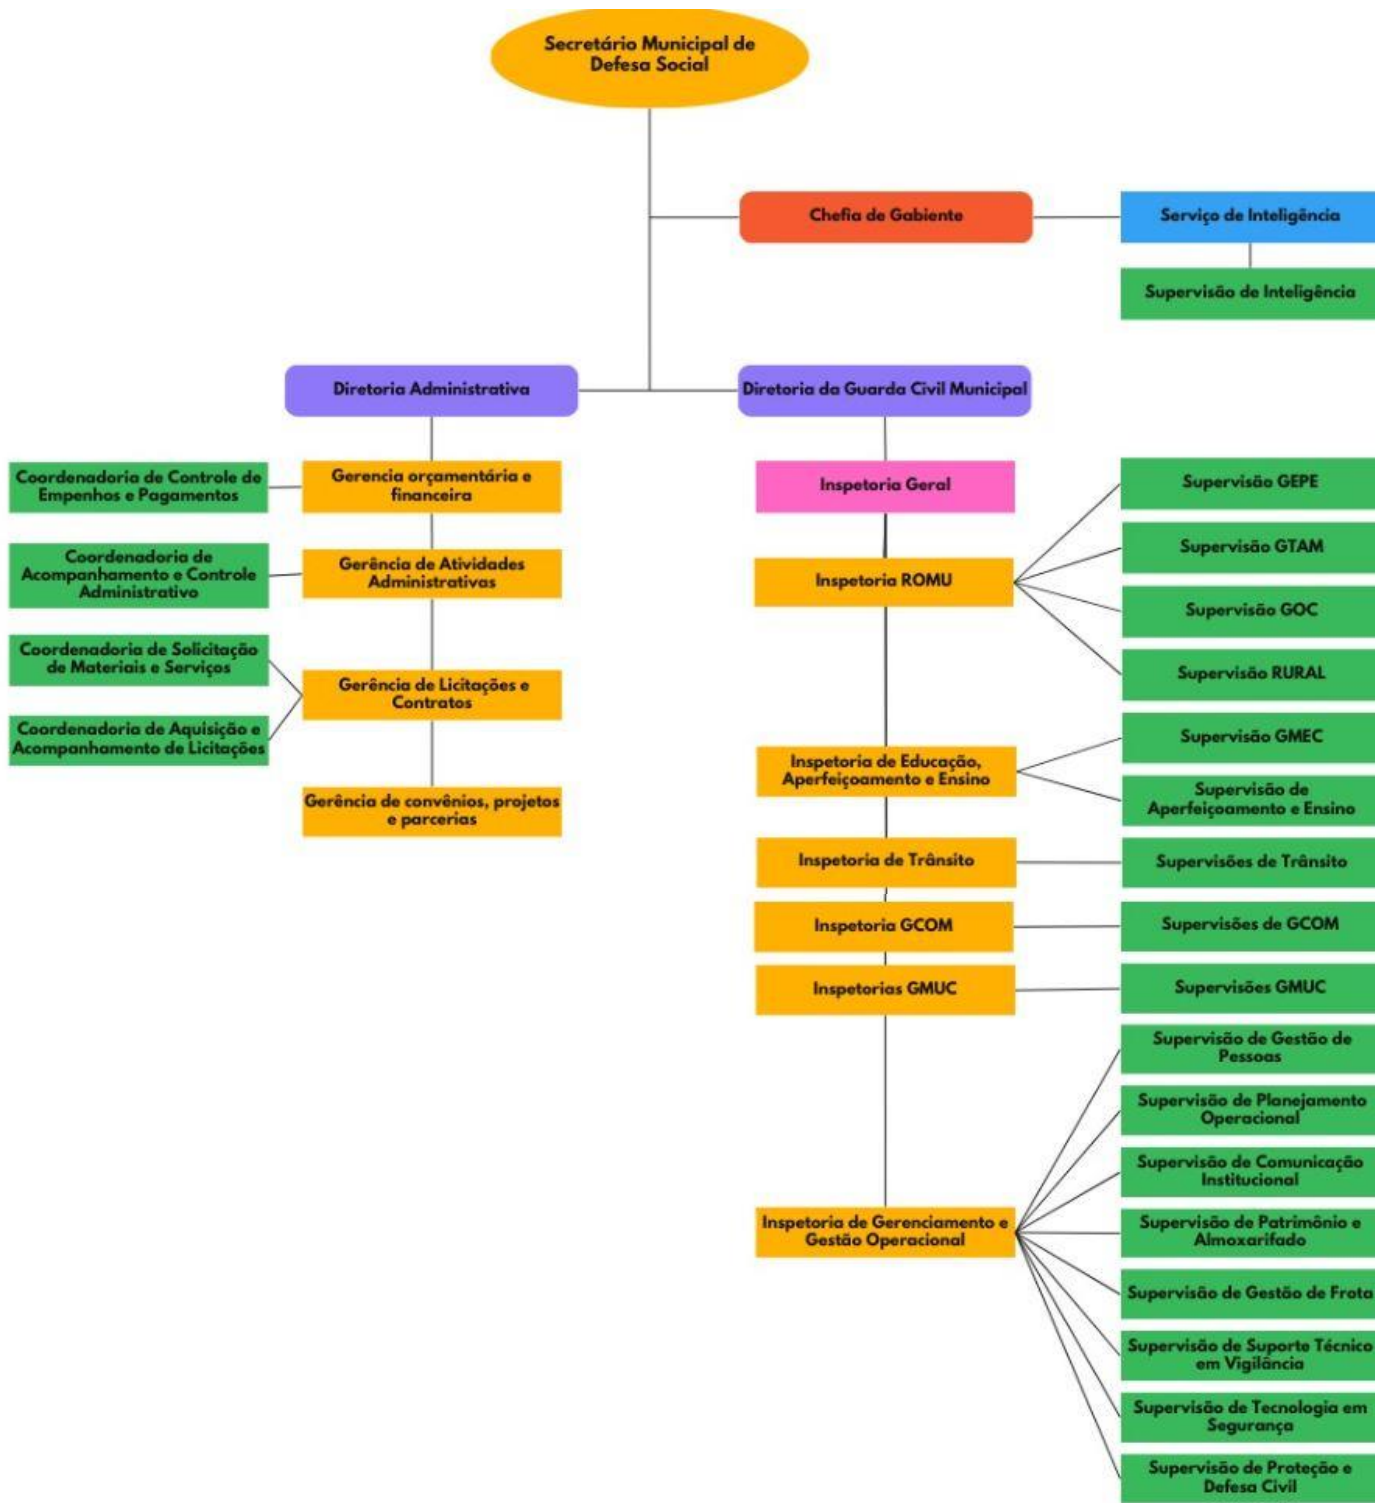 Secretário Municipal de
Defesa Social
Chefia de Gabiente
Serviço de Inteligência
Supervisão de Inteligência
Diretoria Administrativa
Diretoria da Guarda Civil Municipal
Coordenadoria de Controle de
Empenhos e Pagamentos
Gerencia orçamentária e
financeira
Coordenadoria de
Acompanhamento e Controle
Administrativo
Gerência de Atividades
Administrativas
Coordenadoria de Solicitação
de Materiais e Serviços
Coordenadoria de Aquisição e
Acompanhamento de Licitações
Gerência de Licitações e
Contratos
Gerência de convênios, projetos
e parcerias
Inspetoria Geral
Inspetoria ROMU
Supervisão GEPE
Supervisão GTAM
Supervisão GOC
Supervisão RURAL
Inspetoria de Educação,
Aperfeiçoamento e Ensino
Supervisão GMEC
Supervisão de
Aperfeiçoamento e Ensino
Inspetoria de Trânsito
Supervisões de Trânsito
Inspetoria GCOM
Supervisões de GCOM
Inspetorias GMUC
Supervisões GMUC
Inspetoria de Gerenciamento e
Gestão Operacional
Supervisão de Gestão de
Pessoas
Supervisão de Planejamento
Operacional
Supervisão de Comunicação
Institucional
Supervisão de Patrimônio e
Almoxarifado
Supervisão de Gestão de Frota
Supervisão de Suporte Técnico
em Vigilância
Supervisão de Tecnologia em
Segurança
Supervisão de Proteção e
Defesa Civil